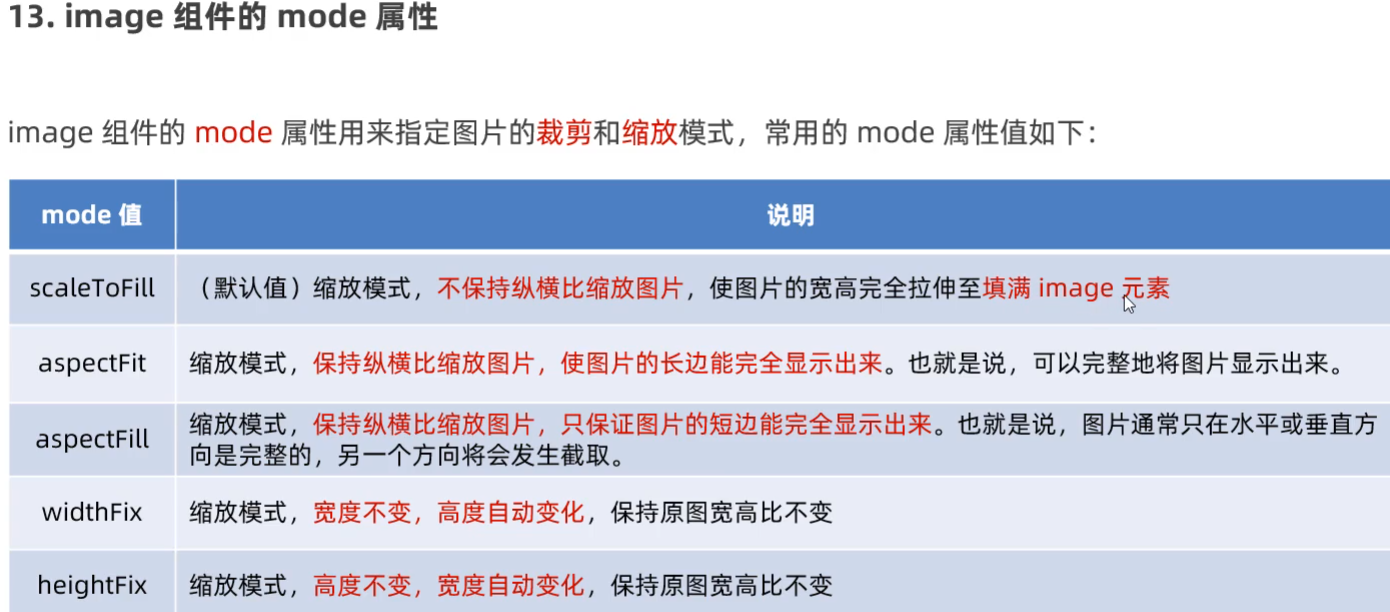 13. image 组件的 mode 属性
image 组件的 mode 属性用来指定图片的裁剪和缩放模式，常用的 mode 属性值如下：
mode 值 说明
scaleToFill （默认值）缩放模式，不保持纵横比缩放图片，使图片的宽高完全拉伸至填满 image 元素
aspectFit 缩放模式，保持纵横比缩放图片，使图片的长边能完全显示出来。也就是说，可以完整地将图片显示出来。
aspectFill 缩放模式，保持纵横比缩放图片，只保证图片的短边能完全显示出来。也就是说，图片通常只在水平或垂直方
向是完整的，另一个方向将会发生截取。
widthFix 缩放模式，宽度不变，高度自动变化，保持原图宽高比不变
heightFix 缩放模式，高度不变，宽度自动变化，保持原图宽高比不变